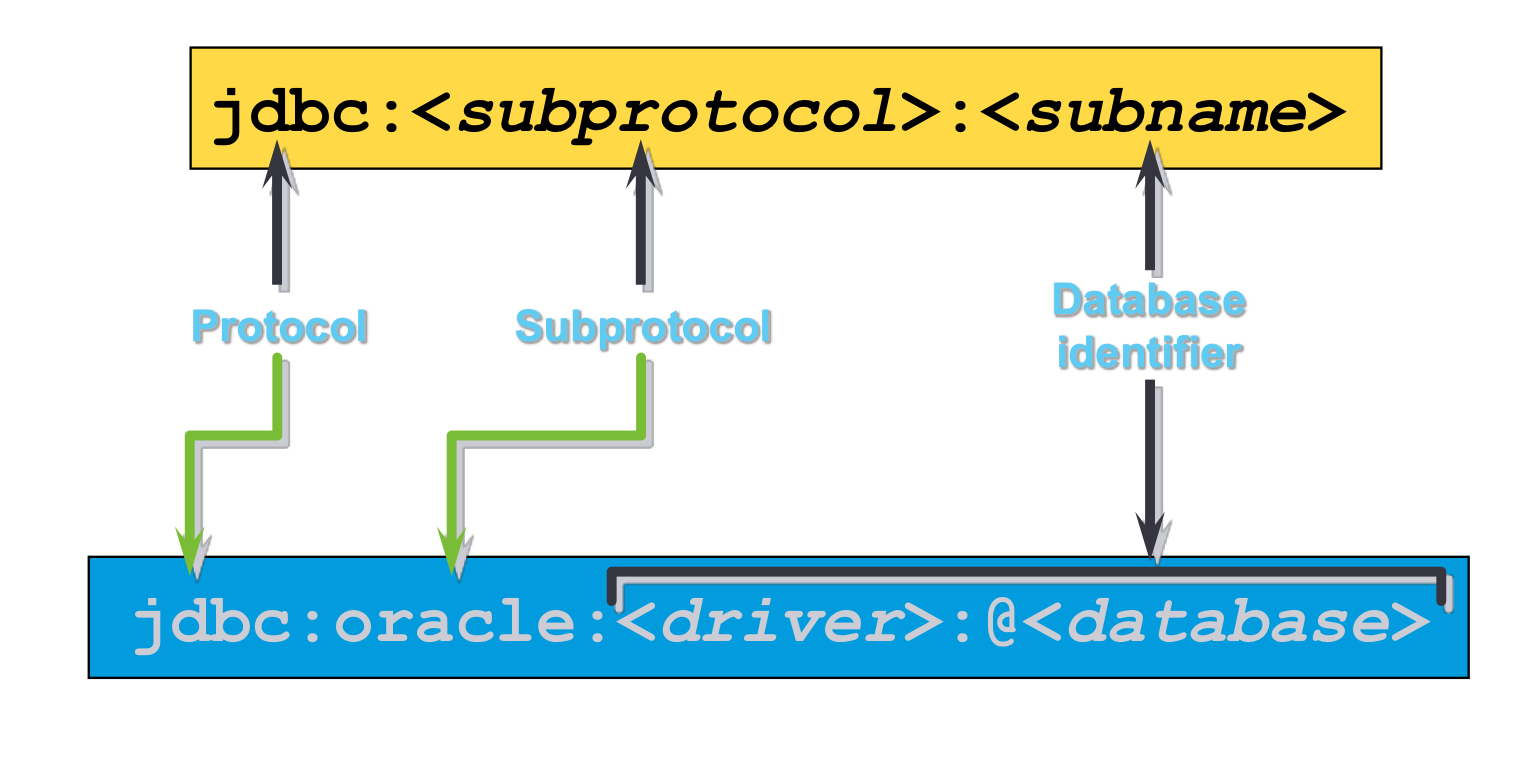 jdbc:<subprotocol>:<subname>
Protocol
Subprotocol
Database
identifier
jdbc:oracle:<driver>:@<database>